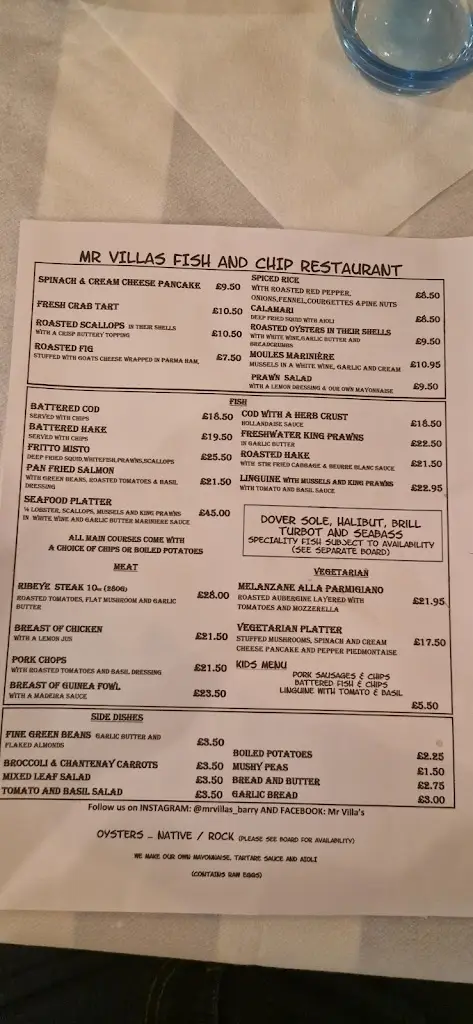 MR VILLAS FISH AND CHIP RESTAURANT
SPINACH & CREAM CHEESE PANCAKE £9.50
FRESH CRAB TART £10.50
ROASTED SCALLOPS IN THEIR SHELLS
WITH A CRISP BUTTERY TOPPING £10.50
ROASTED FIG £7.50
STUFFED WITH GOATS CHEESE WRAPPED IN PARMA HAM.
SPICED RICE
WITH ROASTED RED PEPPER,
ONIONS,FENNEL,COURGETTES &PINE NUTS £8.50
CALAMARI
DEEP FRIED SQUID WITH AIOLI £8.50
ROASTED OYSTERS IN THEIR SHELLS
WITH WHITE WINE,GARLIC BUTTER AND £9.50
BREADCRUMBS
MOULES MARINIÈRE
MUSSELS IN A WHITE WINE, GARLIC AND CREAM £10.95
PRAWN SALAD
WITH A LEMON DRESSING & OUR OWN MAYONNAISE £9.50
FISH
BATTERED COD
SERVED WITH CHIPS £18.50
BATTERED HAKE
SERVED WITH CHIPS £19.50
FRITTO MISTO
DEEP FRIED SQUID,WHITEFISH,PRAWNS,SCALLOPS £25.50
PAN FRIED SALMON
WITH GREEN BEANS, ROASTED TOMATOES & BASIL £21.50
DRESSING
SEAFOOD PLATTER
½ LOBSTER, SCALLOPS, MUSSELS AND KING PRAWNS £45.00
IN WHITE WINE AND GARLIC BUTTER MARINIERE SAUCE
ALL MAIN COURSES COME WITH
A CHOICE OF CHIPS OR BOILED POTATOES
COD WITH A HERB CRUST
HOLLANDAISE SAUCE £18.50
FRESHWATER KING PRAWNS
IN GARLIC BUTTER £22.50
ROASTED HAKE
WITH STIR FRIED CABBAGE & BEURRE BLANC SAUCE £21.50
LINGUINE WITH MUSSELS AND KING PRAWNS
WITH TOMATO AND BASIL SAUCE £22.95
DOVER SOLE, HALIBUT, BRILL
TURBOT AND SEABASS
SPECIALITY FISH SUBJECT TO AVAILABILITY
(SEE SEPARATE BOARD)
MEAT
RIBEYE STEAK 10oz (280G)
ROASTED TOMATOES, FLAT MUSHROOM AND GARLIC £28.00
BUTTER
BREAST OF CHICKEN
WITH A LEMON JUS £21.50
PORK CHOPS
WITH ROASTED TOMATOES AND BASIL DRESSING £21.50
BREAST OF GUINEA FOWL
WITH A MADEIRA SAUCE £23.50
VEGETARIAN
MELANZANE ALLA PARMIGIANO
ROASTED AUBERGINE LAYERED WITH £21.95
TOMATOES AND MOZZERELLA
VEGETARIAN PLATTER
STUFFED MUSHROOMS, SPINACH AND CREAM £17.50
CHEESE PANCAKE AND PEPPER PIEDMONTAISE
KIDS MENU
PORK SAUSAGES & CHIPS
BATTERED FISH & CHIPS
LINGUINE WITH TOMATO & BASIL
£5.50
SIDE DISHES
FINE GREEN BEANS GARLIC BUTTER AND £3.50
FLAKED ALMONDS
BROCCOLI & CHANTENAY CARROTS £3.50
MIXED LEAF SALAD £3.50
TOMATO AND BASIL SALAD £3.50
BOILED POTATOES £2.25
MUSHY PEAS £1.50
BREAD AND BUTTER £2.75
GARLIC BREAD £3.00
Follow us on INSTAGRAM: @mrvillas_barry AND FACEBOOK: Mr Villa's
OYSTERS - NATIVE / ROCK (PLEASE SEE BOARD FOR AVAILABILITY)
WE MAKE OUR OWN MAYONNAISE, TARTARE SAUCE AND AIOLI
(CONTAINS RAW EGGS)